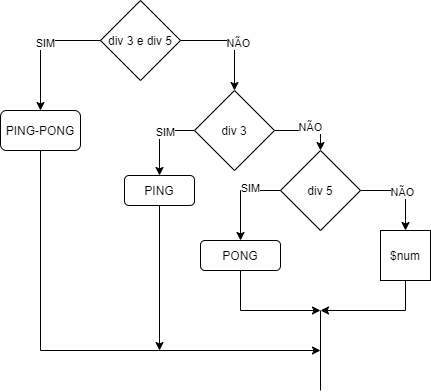 div 3 e div 5
SIM
NÃO
PING-PONG
div 3
SIM
NÃO
PING
div 5
SIM
NÃO
PONG
$num